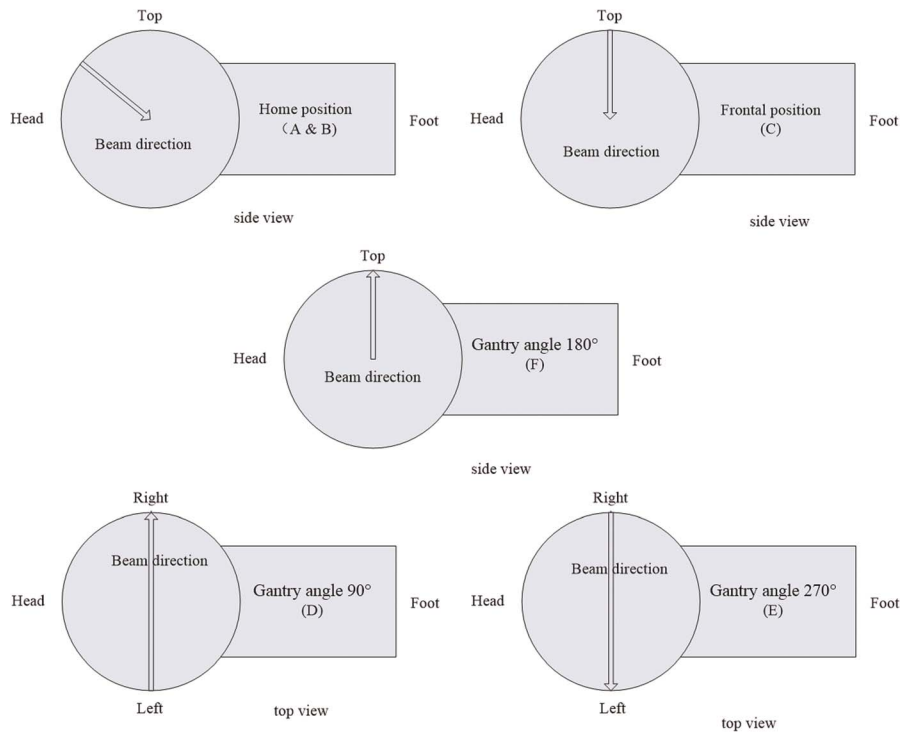 Top
Head
Home position
（A & B)
Beam direction
Foot
side view
Top
Head
Frontal position
(C)
Beam direction
Foot
side view
Top
Head
Gantry angle 180°
(F)
Beam direction
Foot
side view
Right
Beam direction
Head
Gantry angle 90°
(D)
Foot
Left
top view
Right
Beam direction
Head
Gantry angle 270°
(E)
Foot
Left
top view